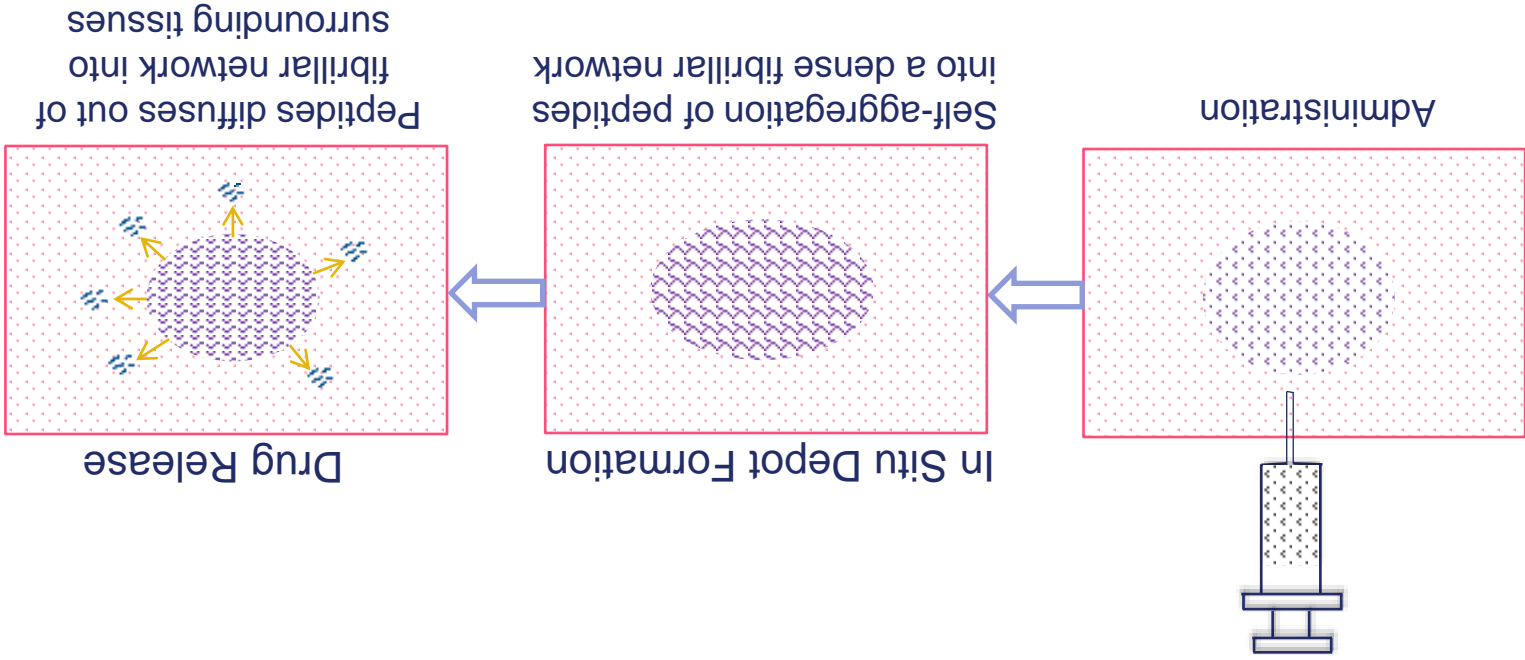 Administration
In Situ Depot Formation
Self-aggregation of peptides
into a dense fibrillar network
Drug Release
Peptides diffuses out of
fibrillar network into
surrounding tissues